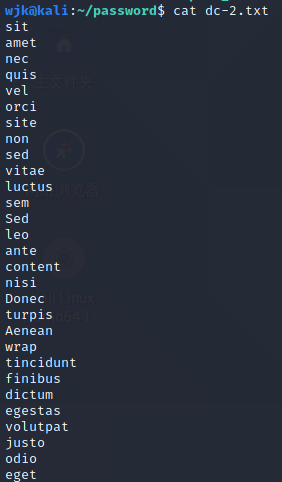 wjk@kali:~/password$ cat dc-2.txt
sit
amet
nec
quis
vel
orci
site
non
sed
vitae
luctus
sem
Sed
leo
ante
content
nisi
Donec
turpis
Aenean
wrap
tincidunt
finibus
dictum
egestas
volutpat
justo
odio
eget